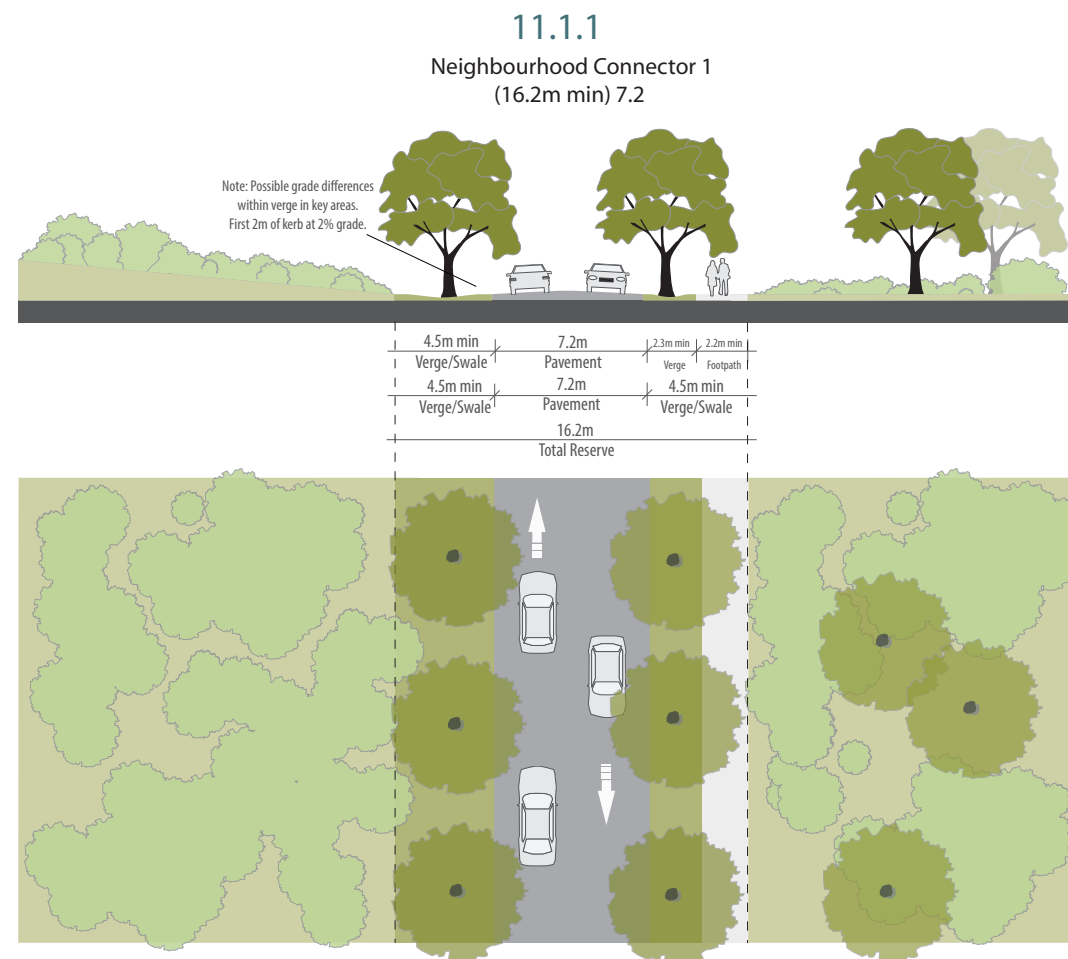 11.1.1
Neighbourhood Connector 1
(16.2m min) 7.2
Note: Possible grade differences
within verge in key areas.
First 2m of kerb at 2% grade.
4.5m min 7.2m 2.3m min 2.2m min
Verge/Swale Pavement Verge Footpath
4.5m min 7.2m 4.5m min
Verge/Swale Pavement Verge/Swale
16.2m
Total Reserve